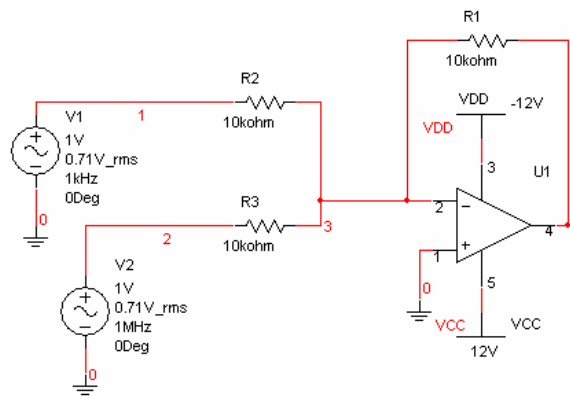 R1
10kohm
R2
10kohm
V1
1
1V
0.71V_rms
1kHz
0Deg
0
R3
10kohm
2
3
V2
1V
0.71V_rms
1MHz
0Deg
0
VDD
-12V
VDD
3
U1
2
4
1
0
5
VCC
VCC
12V